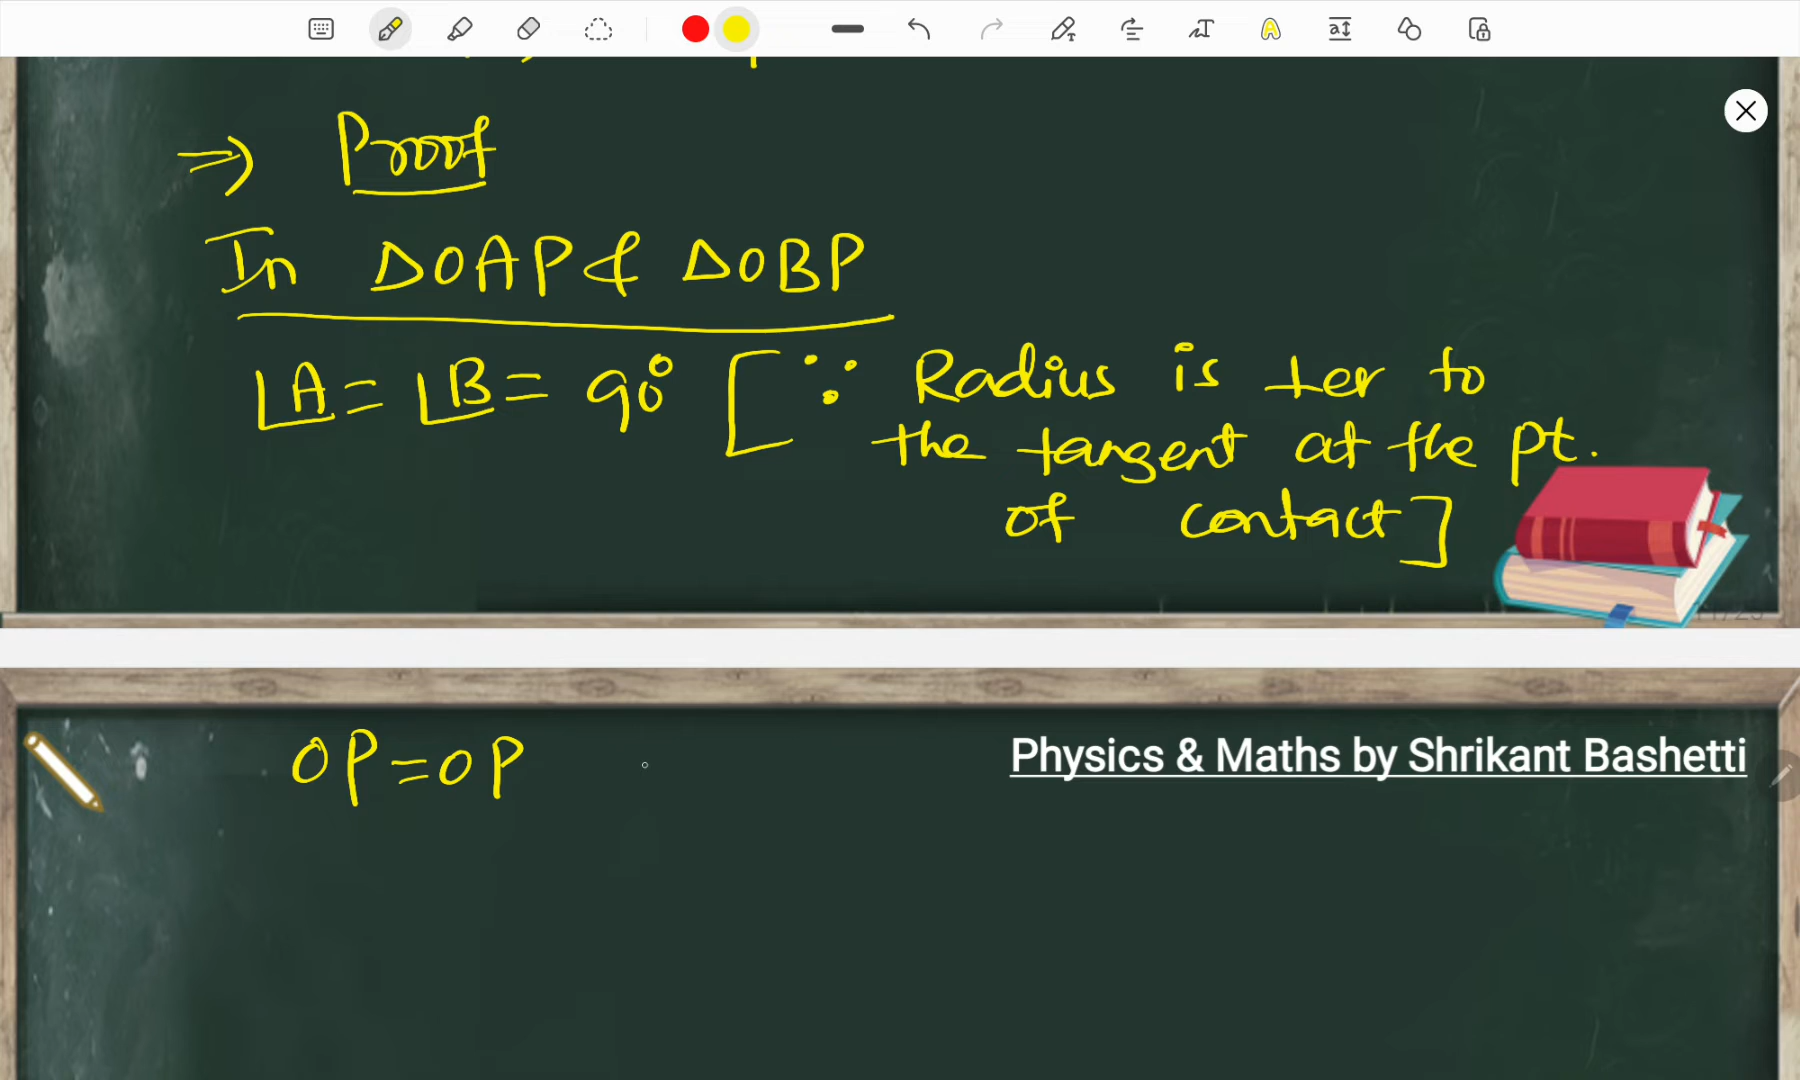 ⇒ Proof
In ΔOAP & ΔOBP
∠A = ∠B = 90° [∵ Radius is ⊥er to
the tangent at the pt.
of contact]
OP = OP
Physics & Maths by Shrikant Bashetti